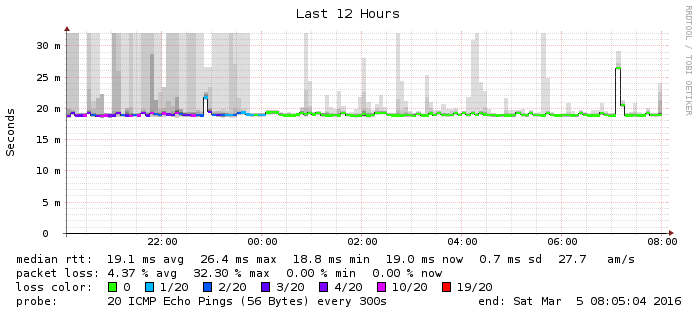 Last 12 Hours
RRDTOOL / TOBI OETIKER
Seconds
30 m
25 m
20 m
15 m
10 m
5 m
0
22:00 00:00 02:00 04:00 06:00 08:00
median rtt: 19.1 ms avg 26.4 ms max 18.8 ms min 19.0 ms now 0.7 ms sd 27.7 am/s
packet loss: 4.37 % avg 32.30 % max 0.00 % min 0.00 % now
loss color: 0 1/20 2/20 3/20 4/20 10/20 19/20
probe: 20 ICMP Echo Pings (56 Bytes) every 300s end: Sat Mar 5 08:05:04 2016